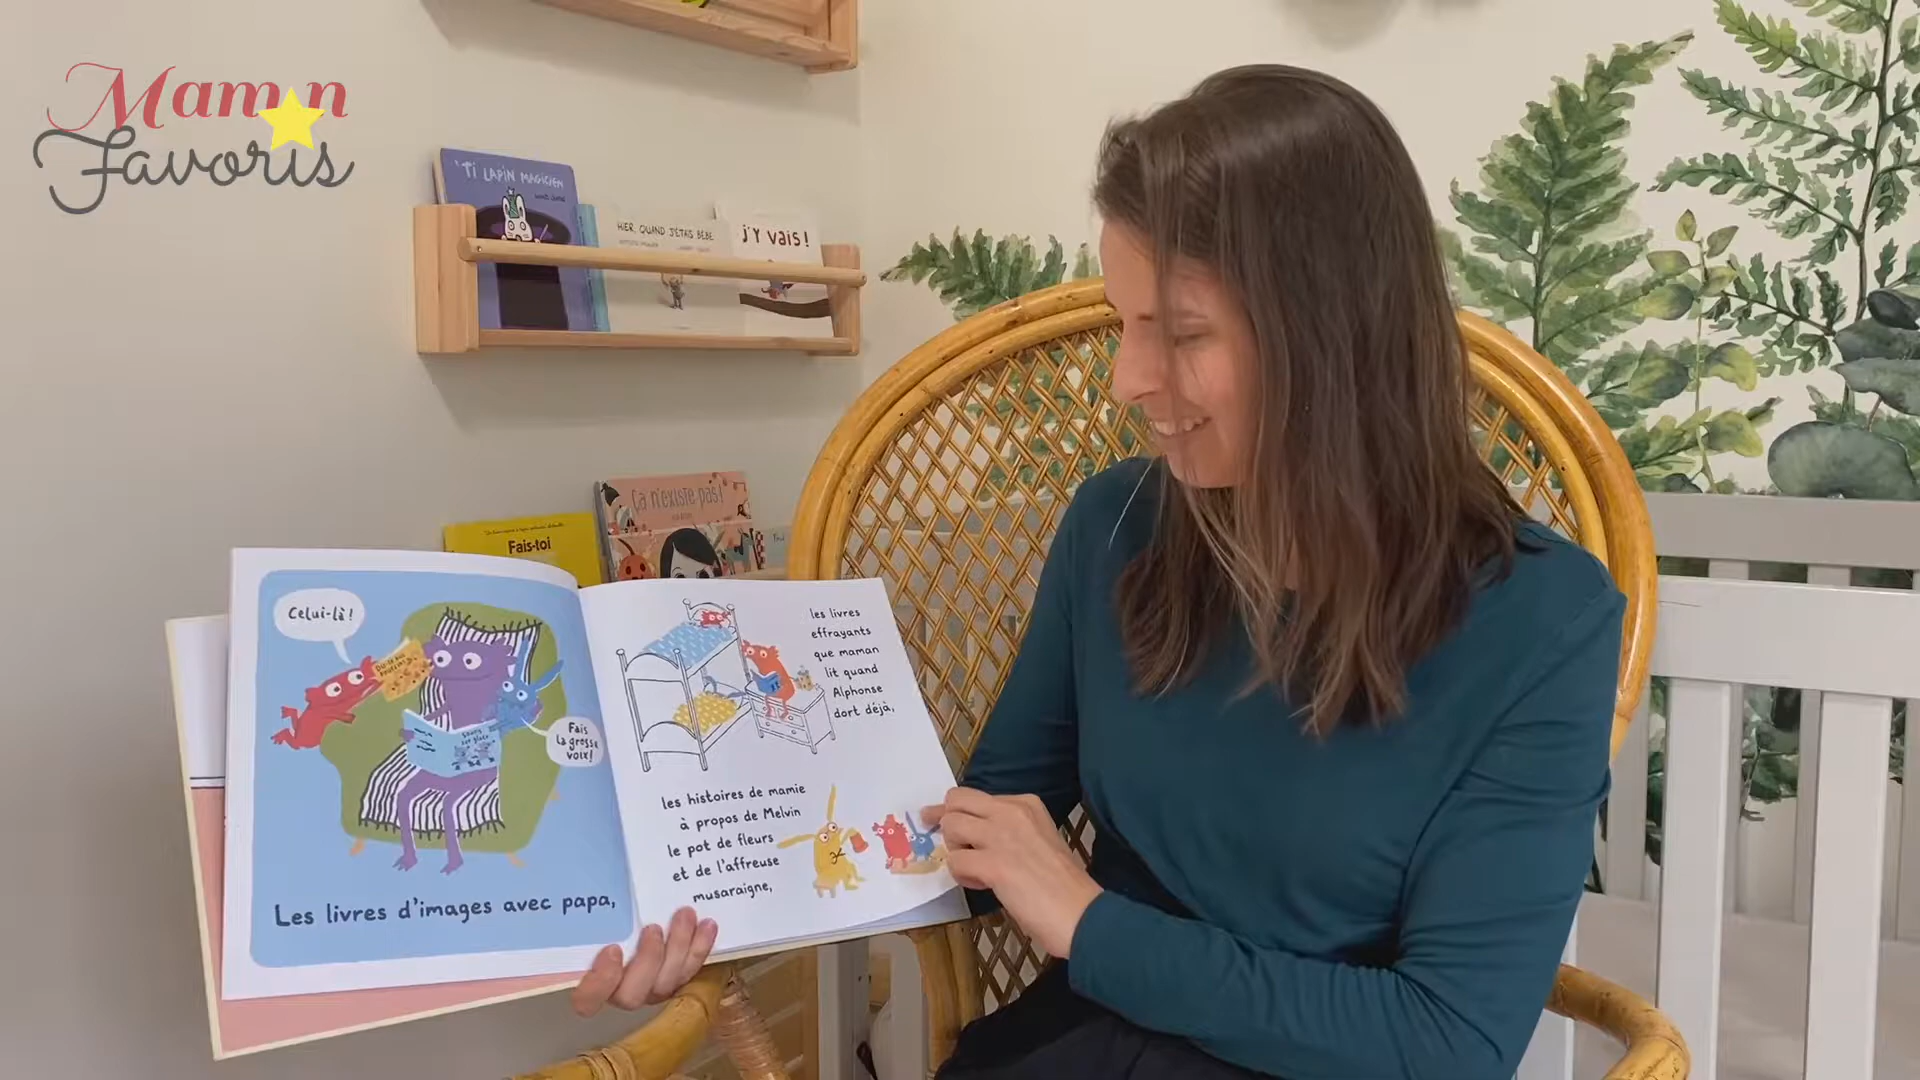 Mam n
Favoris
'TI LAPIN MAGICIEN
HIER, QUAND J'ÉTAIS BÉBÉ
J'Y VAIS!
Ça n'existe pas!
Fais-toi
Celui-là!
Fais
la grosse
voix!
Les livres d'images avec papa,
les livres
effrayants
que maman
lit quand
Alphonse
dort déjà,
les histoires de mamie
à propos de Melvin
le pot de fleurs
et de l'affreuse
musaraigne,